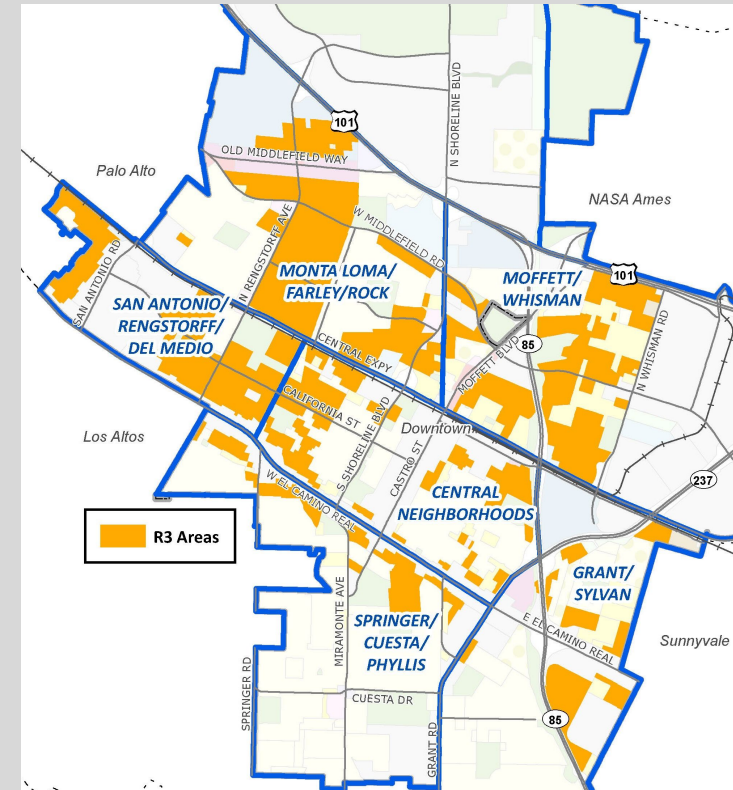 101
N SHORELINE BLVD
OLD MIDDLEFIELD WAY
Palo Alto
NASA Ames
W MIDDLEFIELD RD
N RENGSTORFF AVE
SAN ANTONIO RD
MONTA LOMA/
FARLEY/ROCK
MOFFETT/
WHISMAN
101
SAN ANTONIO/
RENGSTORFF/
DEL MEDIO
N WHISMAN RD
CENTRAL EXPY
85
MOFFETT BLVD
CALIFORNIA ST
S SHORELINE BLVD
Downtown
Los Altos
CASTRO ST
W EL CAMINO REAL
CENTRAL
NEIGHBORHOODS
237
R3 Areas
GRANT/
SYLVAN
MIRAMONTE AVE
SPRINGER/
CUESTA/
PHYLLIS
E EL CAMINO REAL
Sunnyvale
SPRINGER RD
CUESTA DR
GRANT RD
85